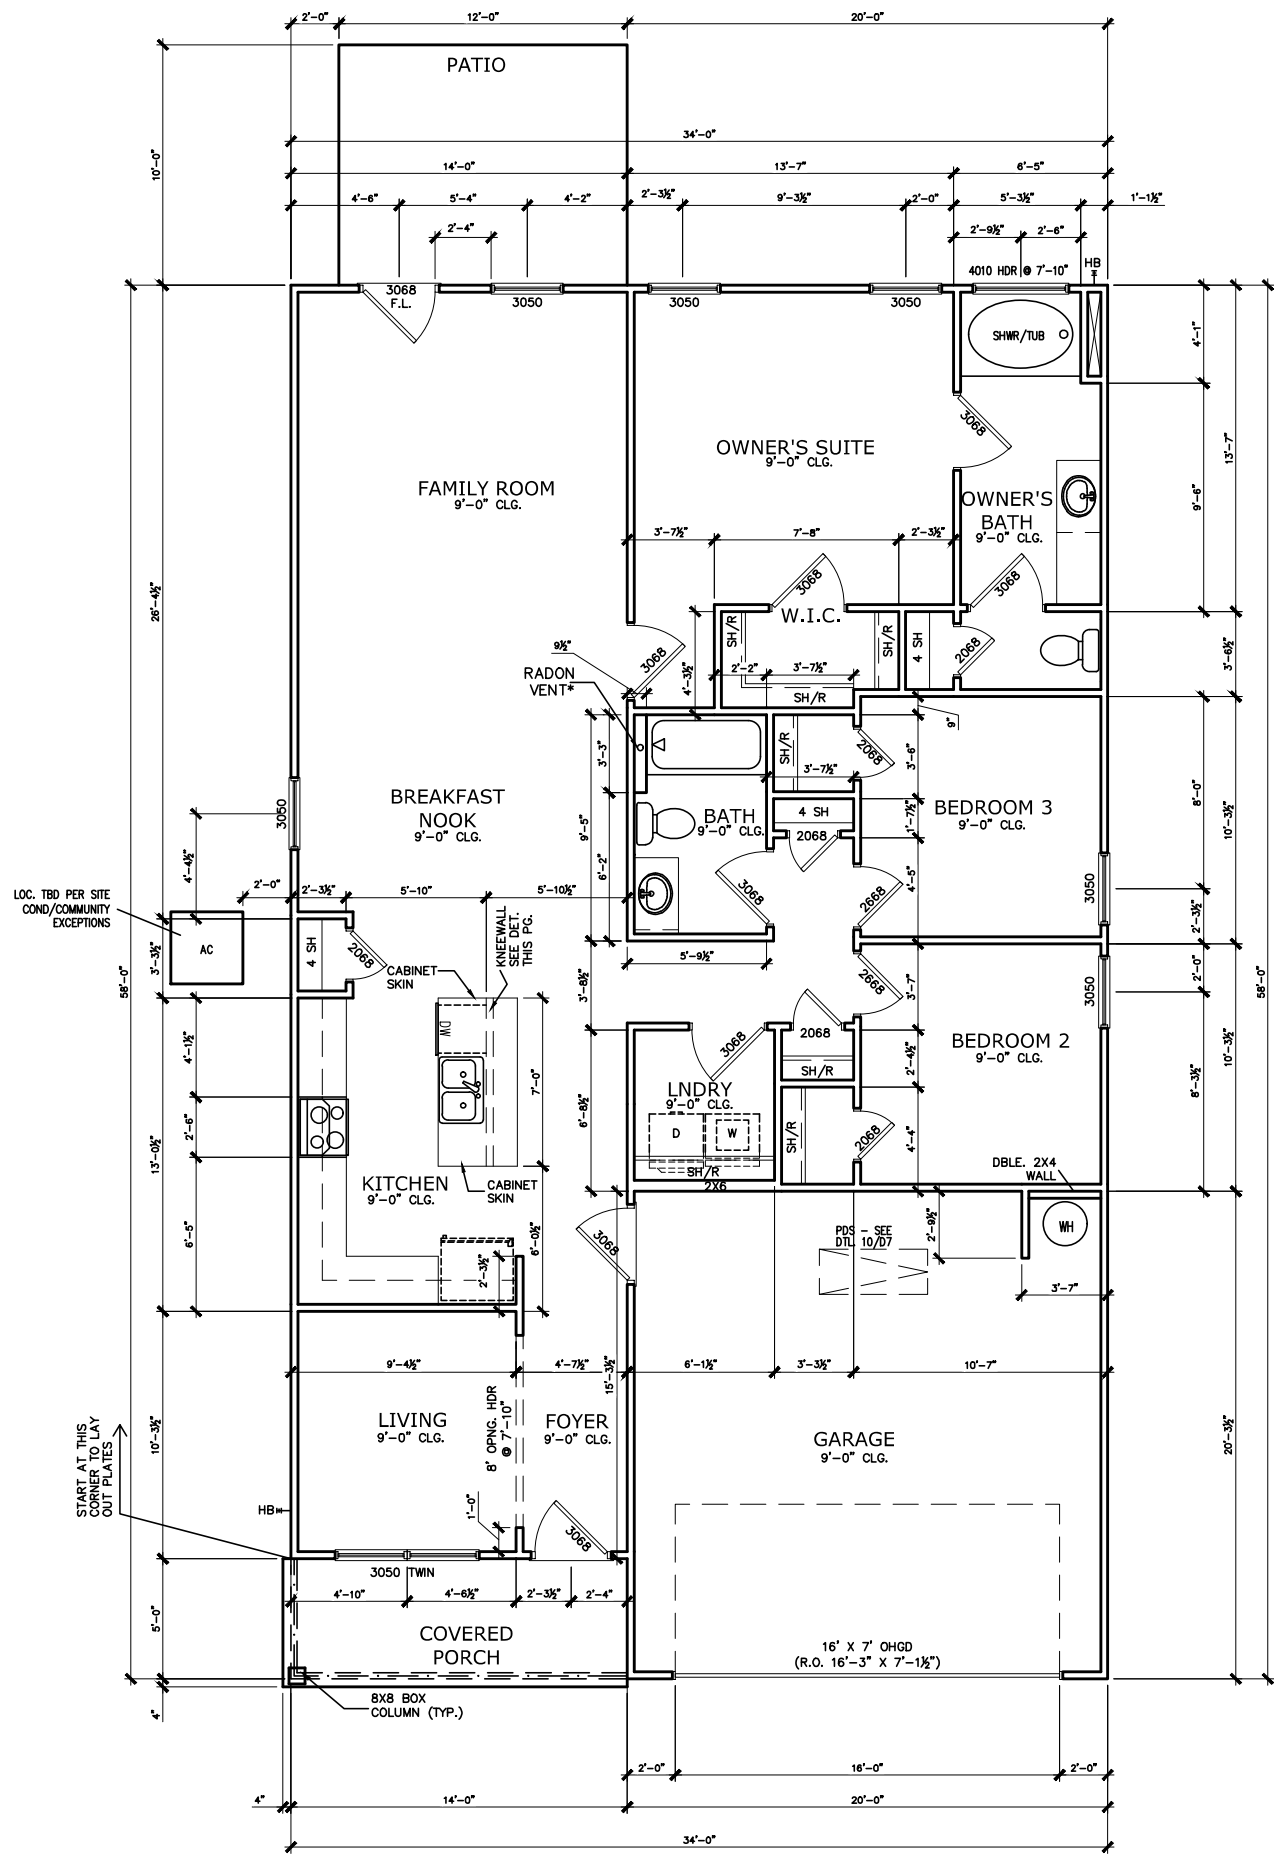 2'-0"
12'-0"
20'-0"
PATIO
34'-0"
10'-0"
14'-0"
13'-7"
6'-5"
4'-6"
5'-4"
4'-2"
2'-3½"
9'-3½"
2'-0"
5'-3½"
1'-1½"
2'-4"
2'-9½"
2'-6"
4010 HDR @ 7'-10"
HB
3068
F.L.
3050
3050
3050
SHWR/TUB
4'-1"
3068
OWNER'S SUITE
9'-0" CLG.
13'-7"
FAMILY ROOM
9'-0" CLG.
OWNER'S
BATH
9'-0" CLG.
9'-6"
3'-7½"
7'-8"
2'-3½"
26'-4½"
3068
3068
W.I.C.
SH/R
SH/R
4 SH
2068
3'-6½"
9½"
3068
RADON
VENT*
4'-3½"
2'-2"
3'-7½"
SH/R
9"
3'-3"
SH/R
2068
3'-6"
3'-7½"
3050
BREAKFAST
NOOK
9'-0" CLG.
BATH
9'-0" CLG.
4 SH
2068
1'-7½"
BEDROOM 3
9'-0" CLG.
8'-0"
10'-3½"
9'-5"
6'-2"
4'-4½"
3068
2668
4'-5"
3050
2'-3½"
LOC. TBD PER SITE
COND/COMMUNITY
EXCEPTIONS
2'-0"
2'-3½"
5'-10"
5'-10½"
AC
4 SH
2068
KNEEWALL
SEE DET.
THIS PG.
3'-3½"
58'-0"
58'-0"
CABINET
SKIN
5'-9½"
3'-8½"
2668
3'-7"
2'-0"
3050
DW
3068
2068
BEDROOM 2
9'-0" CLG.
4'-1½"
7'-0"
SH/R
2'-4½"
10'-3½"
8'-3½"
LNDRY
9'-0" CLG.
6'-8½"
D
W
SH/R
2068
4'-4"
2'-6"
13'-0½"
SH/R
2X6
DBLE. 2X4
WALL
KITCHEN
9'-0" CLG.
CABINET
SKIN
6'-5"
6'-0½"
2'-3½"
3068
PDS - SEE
DTL 10/D7
2'-9½"
WH
3'-7"
9'-4½"
4'-7½"
15'-3½"
6'-1½"
3'-3½"
10'-7"
LIVING
9'-0" CLG.
8' OPNG. HDR
@ 7'-10"
FOYER
9'-0" CLG.
GARAGE
9'-0" CLG.
START AT THIS
CORNER TO LAY
OUT PLATES
10'-3½"
20'-3½"
HB
1'-0"
3068
3050 TWIN
4'-10"
4'-6½"
2'-3½"
2'-4"
5'-0"
COVERED
PORCH
16' X 7' OHGD
(R.O. 16'-3" X 7'-1½")
8X8 BOX
COLUMN (TYP.)
4"
2'-0"
16'-0"
2'-0"
4"
14'-0"
20'-0"
34'-0"